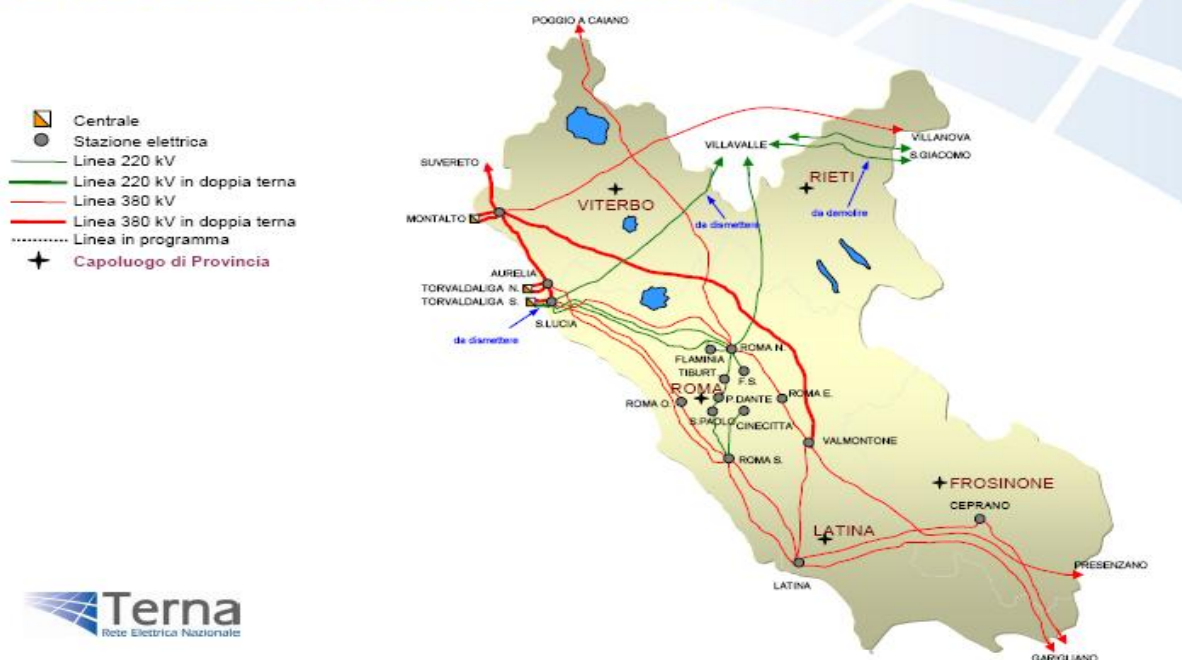 POGGIO A CAIANO
Centrale
Stazione elettrica
Linea 220 kV
Linea 220 kV in doppia terna
Linea 380 kV
Linea 380 kV in doppia terna
Linea in programma
Capoluogo di Provincia
SUVERETO
VILLAVALLE
VILLANOVA
S.GIACOMO
RIETI
VITERBO
da dismettere
da demolire
MONTALTO
AURELIA
TORVALDALIGA N.
TORVALDALIGA S.
S.LUCIA
da dismettere
ROMA N.
FLAMINIA
TIBURT
F.S.
ROMA
P.DANTE
ROMA E.
ROMA O.
S.PAOLO
CINECITTA
VALMONTONE
ROMA S.
FROSINONE
CEPRANO
LATINA
LATINA
PRESENZANO
GARIGLIANO
Terna
Rete Elettrica Nazionale